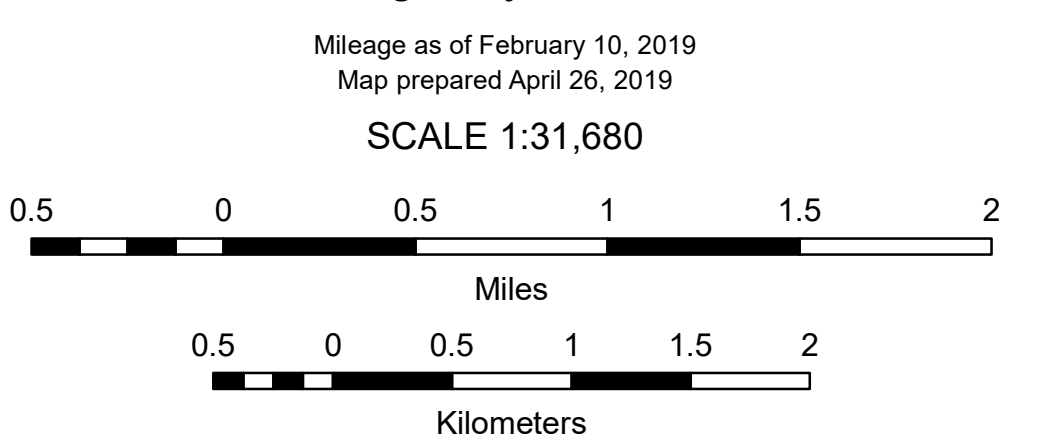 Mileage as of February 10, 2019
Map prepared April 26, 2019
SCALE 1:31,680
0.5 0 0.5 1 1.5 2
Miles
0.5 0 0.5 1 1.5 2
Kilometers